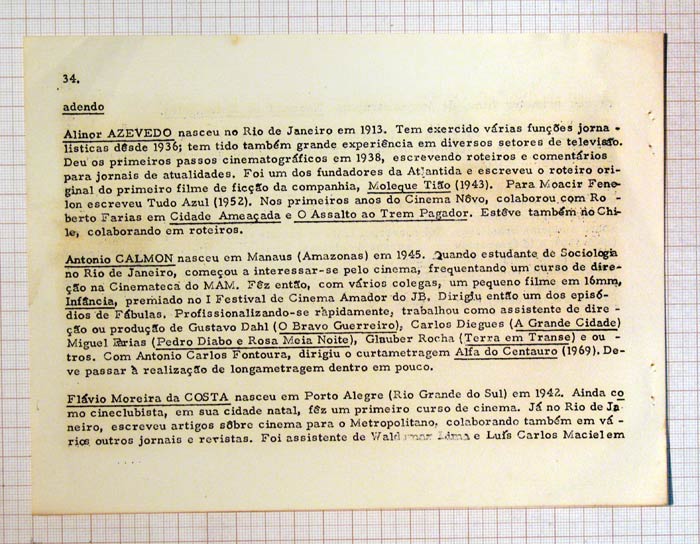 34.
adendo
Alinor AZEVEDO nasceu no Rio de Janeiro em 1913. Tem exercido várias funções jorna -
lísticas dêsde 1936; tem tido também grande experiência em diversos setores de televisão.
Deu os primeiros passos cinematográficos em 1938, escrevendo roteiros e comentários
para jornais de atualidades. Foi um dos fundadores da Atlantida e escreveu o roteiro ori-
ginal do primeiro filme de ficção da companhia, Moleque Tião (1943). Para Moacir Fene-
lon escreveu Tudo Azul (1952). Nos primeiros anos do Cinema Nôvo, colaborou com Ro -
berto Farias em Cidade Ameaçada e O Assalto ao Trem Pagador. Estêve também no Chi-
le, colaborando em roteiros.
Antonio CALMON nasceu em Manaus (Amazonas) em 1945. Quando estudante de Sociologia
no Rio de Janeiro, começou a interessar-se pelo cinema, frequentando um curso de dire-
ção na Cinemateca do MAM. Fêz então, com vários colegas, um pequeno filme em 16mm,
Infância, premiado no I Festival de Cinema Amador do JB. Dirigiu então um dos episó-
dios de Fábulas. Profissionalizando-se ràpidamente, trabalhou como assistente de dire -
ção ou produção de Gustavo Dahl (O Bravo Guerreiro), Carlos Diegues (A Grande Cidade)
Miguel Farias (Pedro Diabo e Rosa Meia Noite), Glauber Rocha (Terra em Transe) e ou -
tros. Com Antonio Carlos Fontoura, dirigiu o curtametragem Alfa do Centauro (1969). De-
ve passar à realização de longametragem dentro em pouco.
Flávio Moreira da COSTA nasceu em Porto Alegre (Rio Grande do Sul) em 1942. Ainda co
mo cineclubista, em sua cidade natal, fêz um primeiro curso de cinema. Já no Rio de Ja-
neiro, escreveu artigos sôbre cinema para o Metropolitano, colaborando também em vá -
rios outros jornais e revistas. Foi assistente de Waldemar Lima e Luís Carlos Maciel em